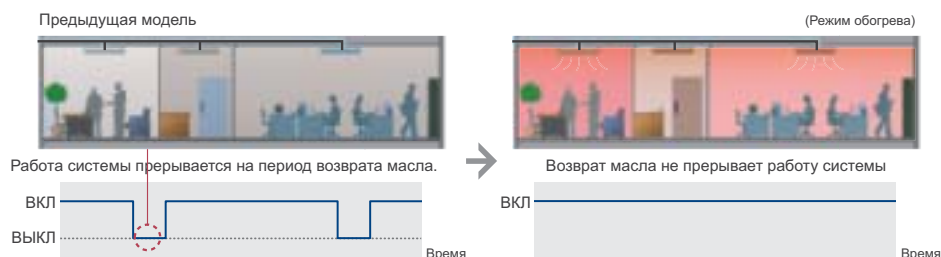 Предыдущая модель
(Режим обогрева)
Работа системы прерывается на период возврата масла.
Возврат масла не прерывает работу системы
ВКЛ
ВЫКЛ
Время
ВКЛ
Время